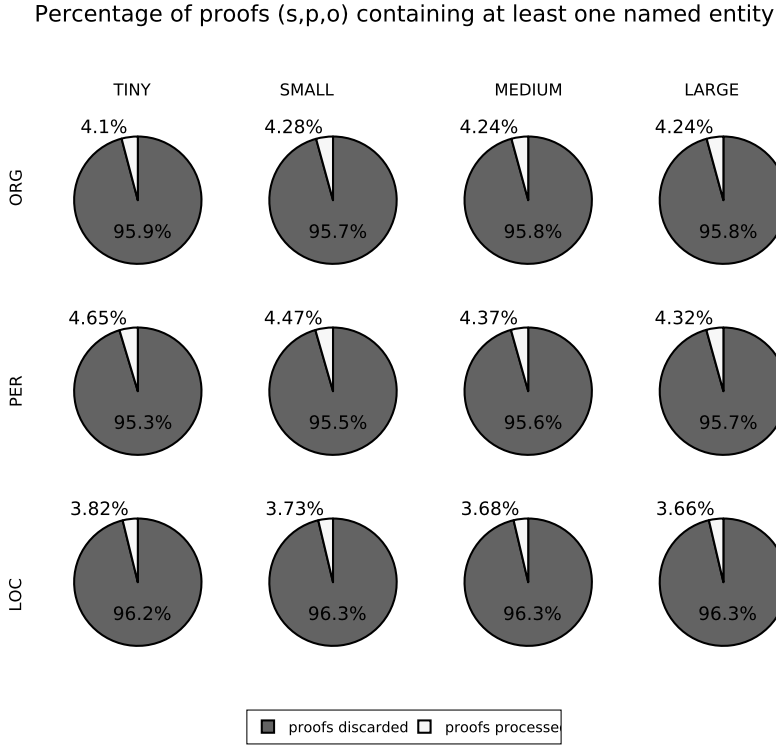 Percentage of proofs (s,p,o) containing at least one named entity
TINY SMALL MEDIUM LARGE
4.1% 4.28% 4.24% 4.24%
ORG
95.9% 95.7% 95.8% 95.8%
4.65% 4.47% 4.37% 4.32%
PER
95.3% 95.5% 95.6% 95.7%
3.82% 3.73% 3.68% 3.66%
LOC
96.2% 96.3% 96.3% 96.3%
proofs discarded proofs processe